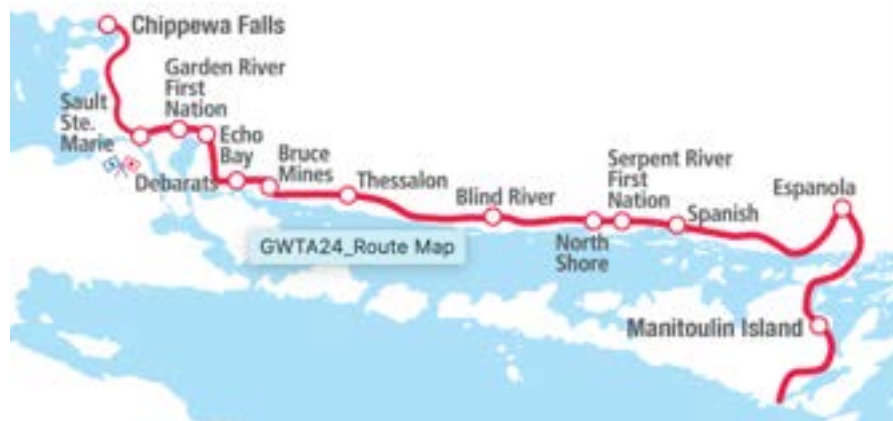 Chippewa Falls
Garden River
First
Nation
Sault
Ste.
Marie
Echo
Bay
Debarats
Bruce
Mines
Thessalon
Blind River
North
Shore
Serpent River
First
Nation
Spanish
Espanola
GWTA24_Route Map
Manitoulin Island